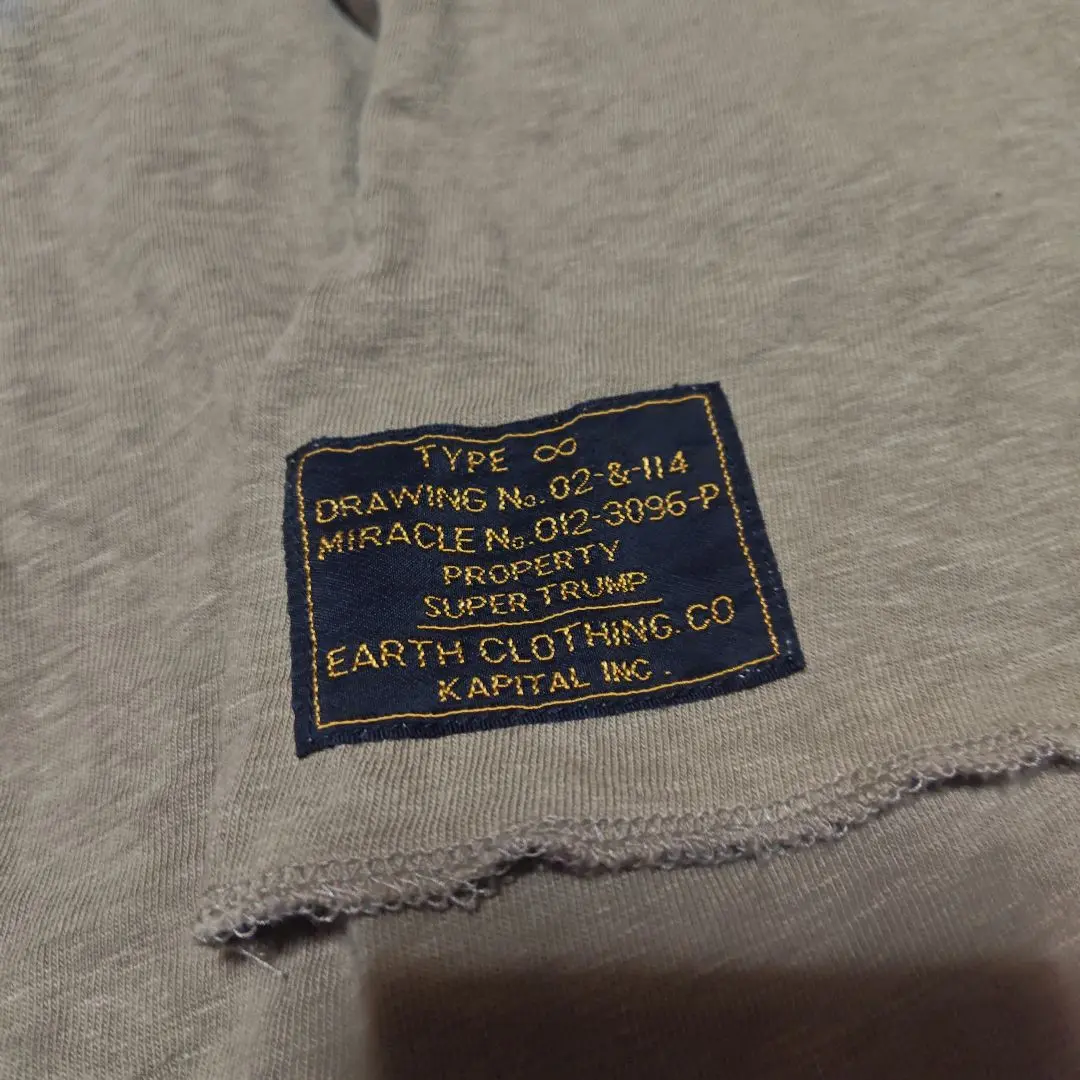 TYPE ∞
DRAWING No. 02-&-114
MIRACLE No. 012-3096-P
PROPERTY
SUPER TRUMP
EARTH CLOTHING. CO
KAPITAL INC.